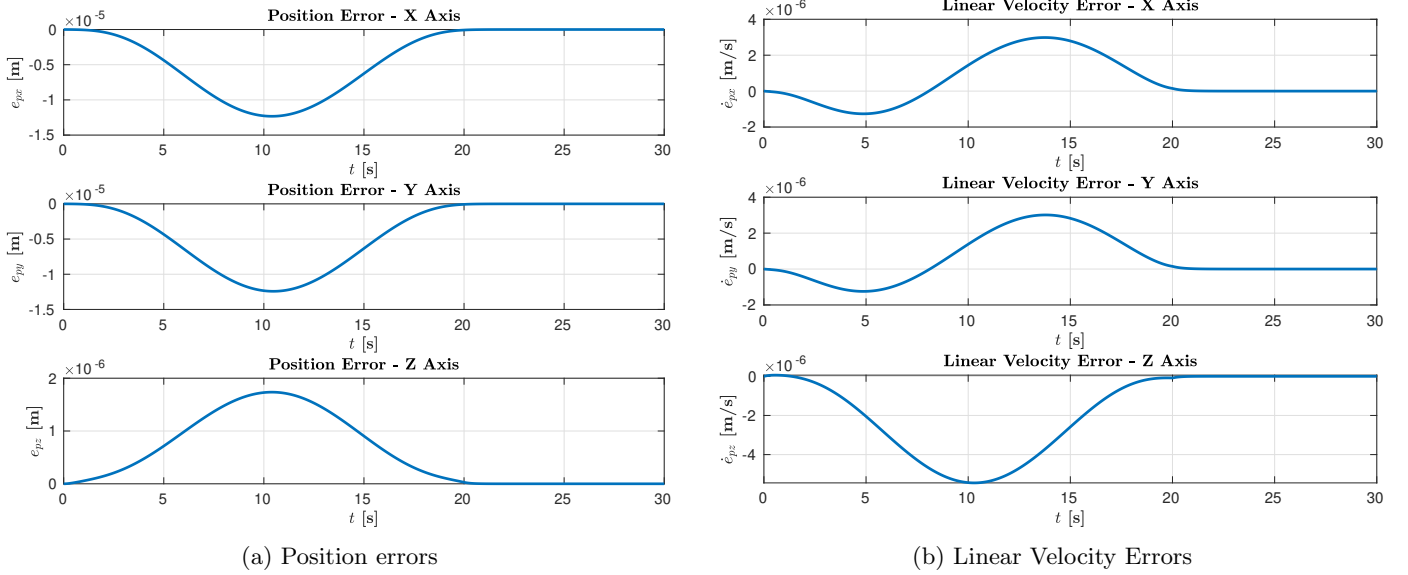 Position Error - X Axis
×10⁻⁵
0
-0.5
-1
-1.5
0 5 10 15 20 25 30
e_px [m]
t [s]
Position Error - Y Axis
×10⁻⁵
0
-0.5
-1
-1.5
0 5 10 15 20 25 30
e_py [m]
t [s]
Position Error - Z Axis
×10⁻⁶
2
1
0
0 5 10 15 20 25 30
e_pz [m]
t [s]
(a) Position errors
Linear Velocity Error - X Axis
×10⁻⁶
4
2
0
-2
0 5 10 15 20 25 30
ė_px [m/s]
t [s]
Linear Velocity Error - Y Axis
×10⁻⁶
4
2
0
-2
0 5 10 15 20 25 30
ė_py [m/s]
t [s]
Linear Velocity Error - Z Axis
×10⁻⁶
0
-2
-4
0 5 10 15 20 25 30
ė_pz [m/s]
t [s]
(b) Linear Velocity Errors